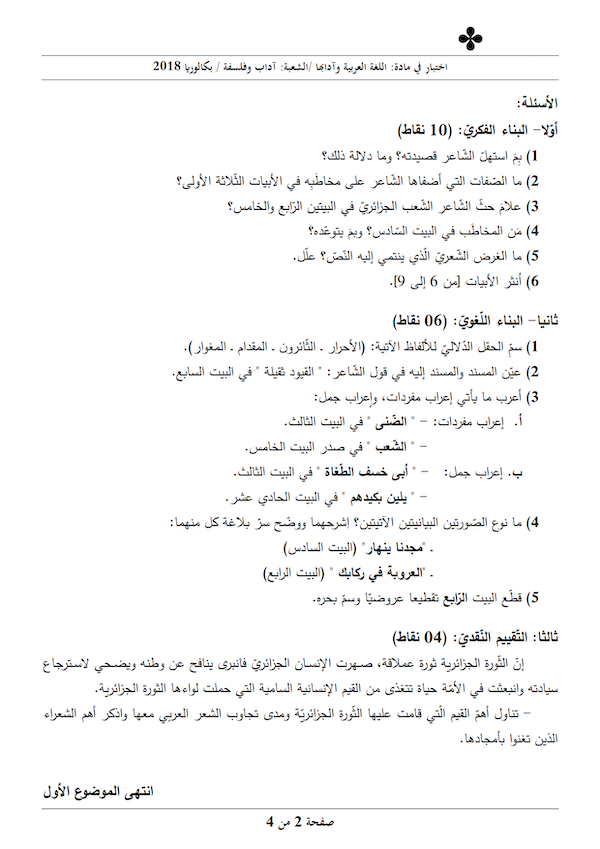 اختبار في مادة: اللغة العربية وآدابها /الشعبة: آداب وفلسفة / بكالوريا 2018
الأسئلة:
أوّلا– البناء الفكريّ: (10 نقاط)
1) بِمَ استهلّ الشّاعر قصيدته؟ وما دلالة ذلك؟
2) ما الصّفات التي أضفاها الشّاعر على مخاطَبِه في الأبيات الثّلاثة الأولى؟
3) علامَ حثّ الشّاعر الشّعب الجزائريّ في البيتين الرّابع والخامس؟
4) مَن المخاطَب في البيت السّادس؟ وبمَ يتوعّده؟
5) ما الغرض الشّعريّ الّذي ينتمي إليه النّصّ؟ علّل.
6) أنثر الأبيات [من 6 إلى 9].
ثانيا– البناء اللّغويّ: (06 نقاط)
1) سمّ الحقل الدّلاليّ للألفاظ الآتية: (الأحرار ـ الثّائرون ـ المقدام ـ المغوار).
2) عيّن المسند والمسند إليه في قول الشّاعر: " القيود ثقيلة " في البيت السابع.
3) أعرب ما يأتي إعراب مفردات، وإعراب جمل:
أ. إعراب مفردات: – " الضّنى " في البيت الثالث.
– " الشّعب " في صدر البيت الخامس.
ب. إعراب جمل: – " أبى خسف الطّغاة " في البيت الثالث.
– " يلين بكيدهم " في البيت الحادي عشر.
4) ما نوع الصّورتين البيانيتين الآتيتين؟ اِشرحهما ووضّح سرّ بلاغة كل منهما:
ـ "مجدنا ينهار" (البيت السادس)
ـ "العروبة في ركابك " (البيت الرابع)
5) قطّع البيت الرّابع تقطيعا عروضيّا وسمّ بحره.
ثالثا: التّقييم النّقديّ: (04 نقاط)
إنّ الثّورة الجزائرية ثورة عملاقة، صهرت الإنسان الجزائريّ فانبرى ينافح عن وطنه ويضحي لاسترجاع
سيادته وانبعثت في الأمّة حياة تتغذى من القيم الإنسانية السامية التي حملت لواءها الثورة الجزائرية.
– تناول أهمّ القيم الّتي قامت عليها الثّورة الجزائريّة ومدى تجاوب الشعر العربي معها واذكر أهم الشعراء
الذين تغنوا بأمجادها.
انتهى الموضوع الأول
صفحة 2 من 4